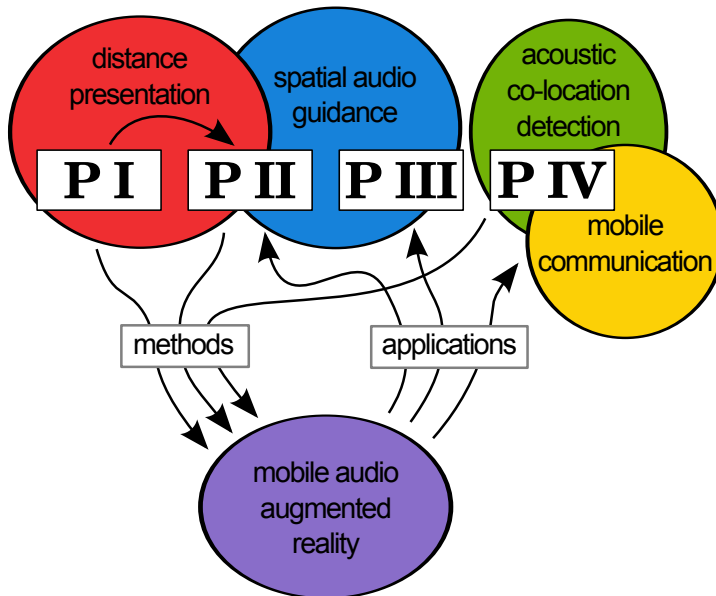 distance
presentation
spatial audio
guidance
acoustic
co-location
detection
P I
P II
P III
P IV
mobile
communication
methods
applications
mobile audio
augmented
reality